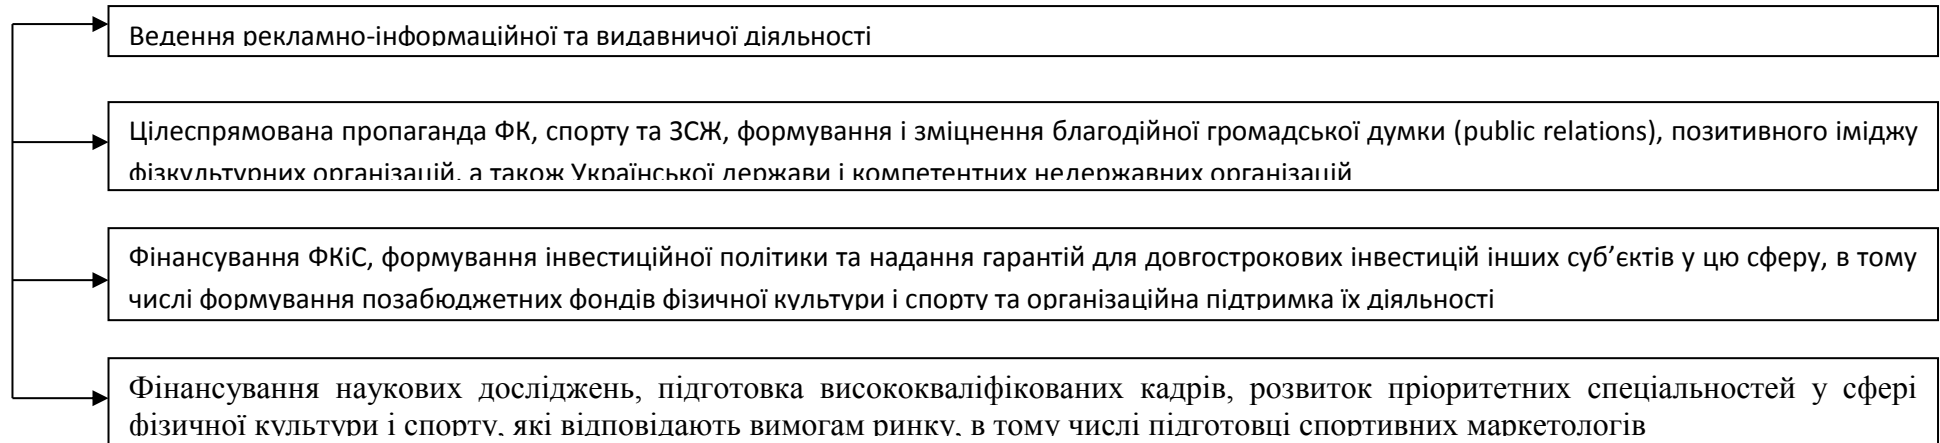 Ведення рекламно-інформаційної та видавничої діяльності
Цілеспрямована пропаганда ФК, спорту та ЗСЖ, формування і зміцнення благодійної громадської думки (public relations), позитивного іміджу
фізкультурних організацій, а також Української держави і компетентних недержавних організацій
Фінансування ФКіС, формування інвестиційної політики та надання гарантій для довгострокових інвестицій інших суб’єктів у цю сферу, в тому
числі формування позабюджетних фондів фізичної культури і спорту та організаційна підтримка їх діяльності
Фінансування наукових досліджень, підготовка висококваліфікованих кадрів, розвиток пріоритетних спеціальностей у сфері
фізичної культури і спорту, які відповідають вимогам ринку, в тому числі підготовці спортивних маркетологів